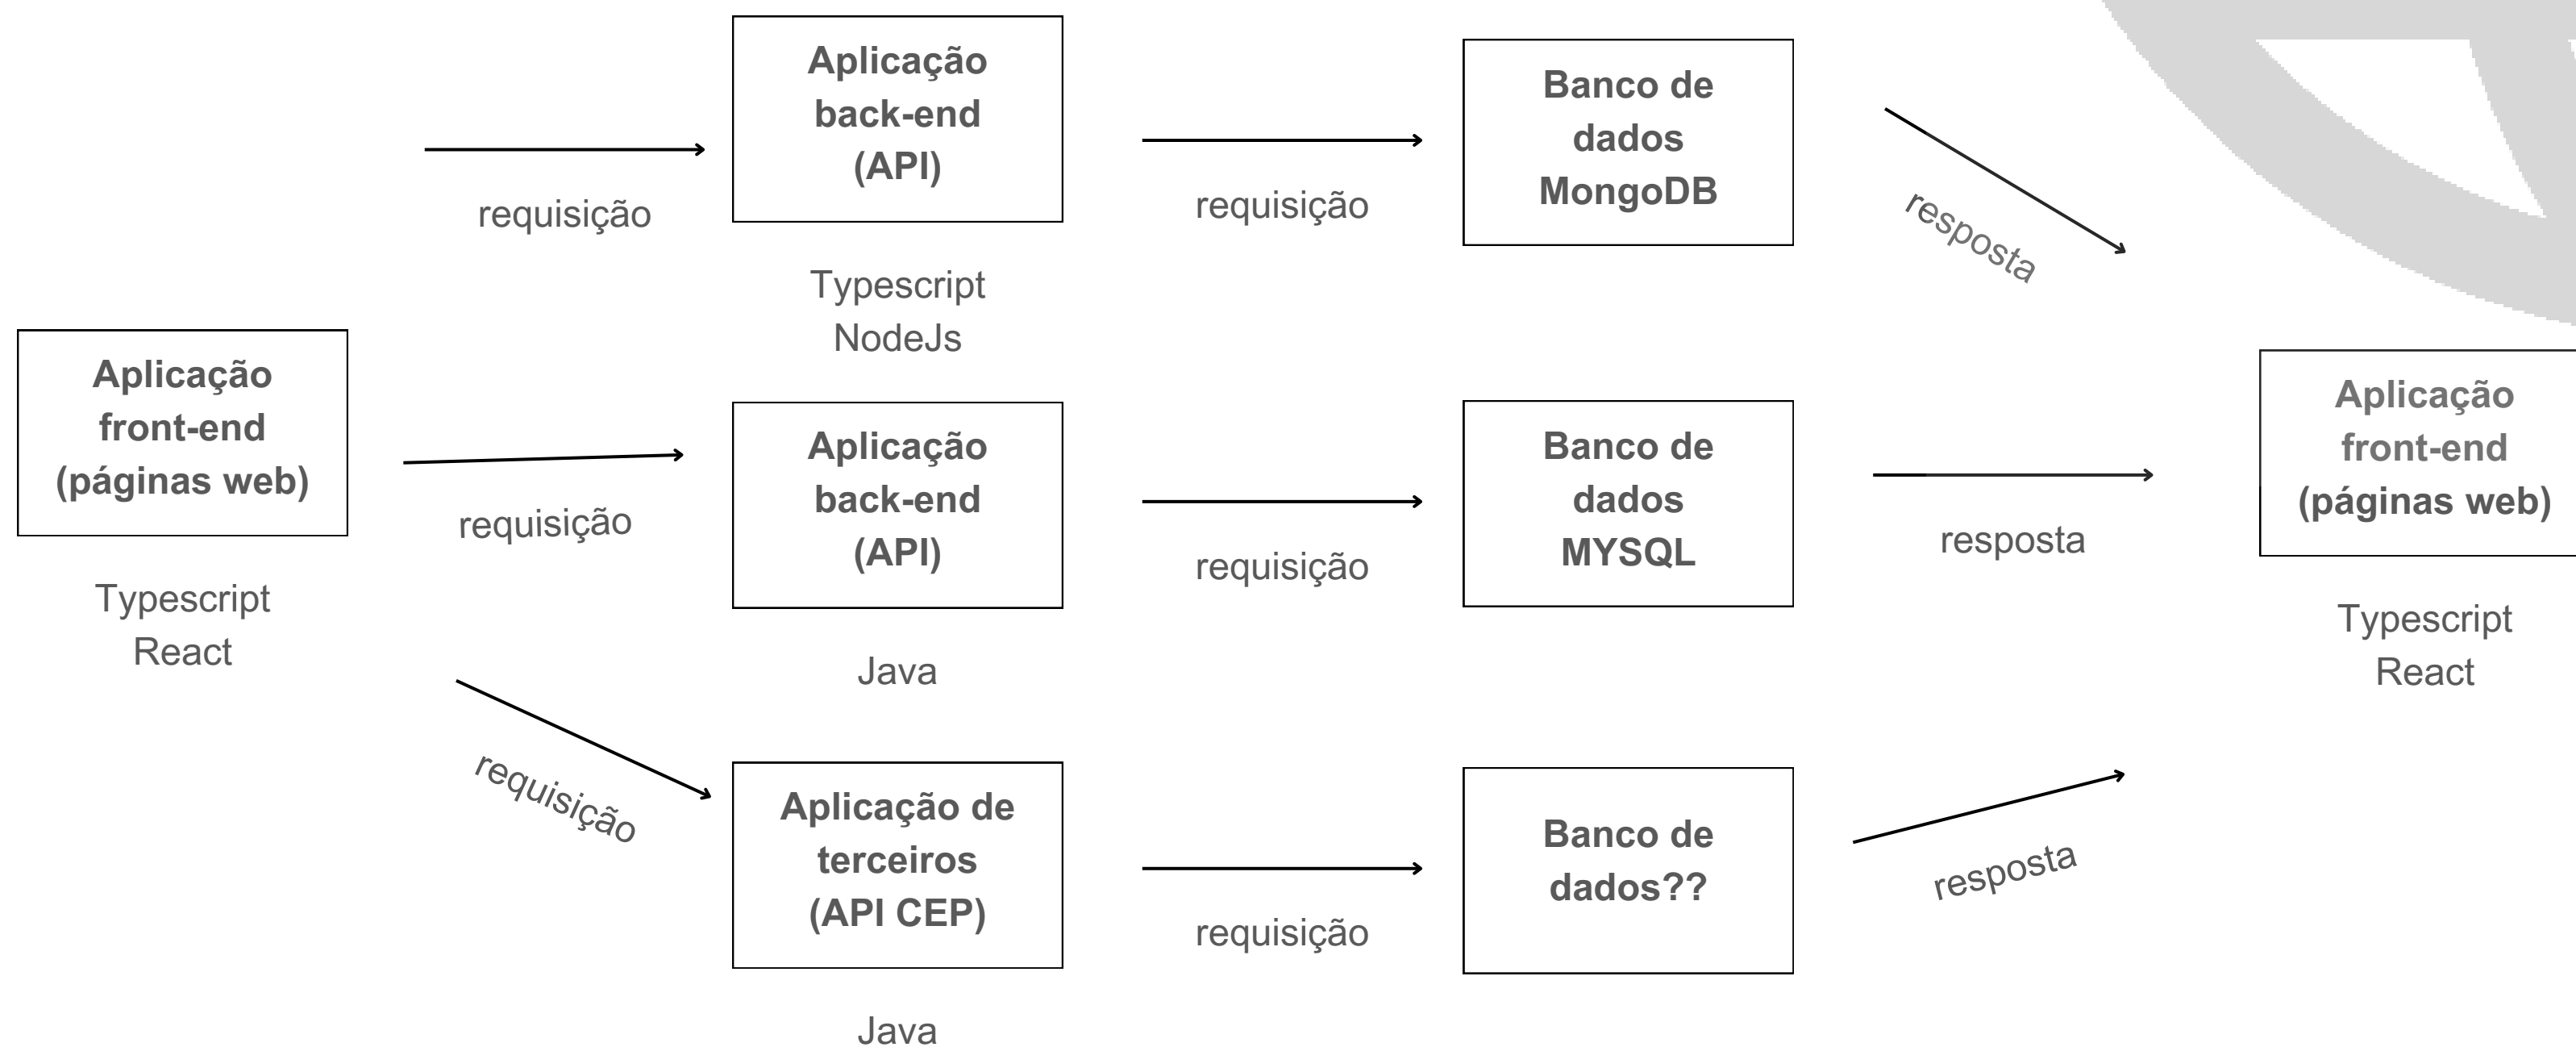 Aplicação
back-end
(API)
Typescript
NodeJs
requisição
requisição
Banco de
dados
MongoDB
resposta
Aplicação
front-end
(páginas web)
Typescript
React
requisição
Aplicação
back-end
(API)
Java
requisição
Banco de
dados
MYSQL
resposta
Aplicação
front-end
(páginas web)
Typescript
React
requisição
Aplicação de
terceiros
(API CEP)
Java
requisição
Banco de
dados??
resposta